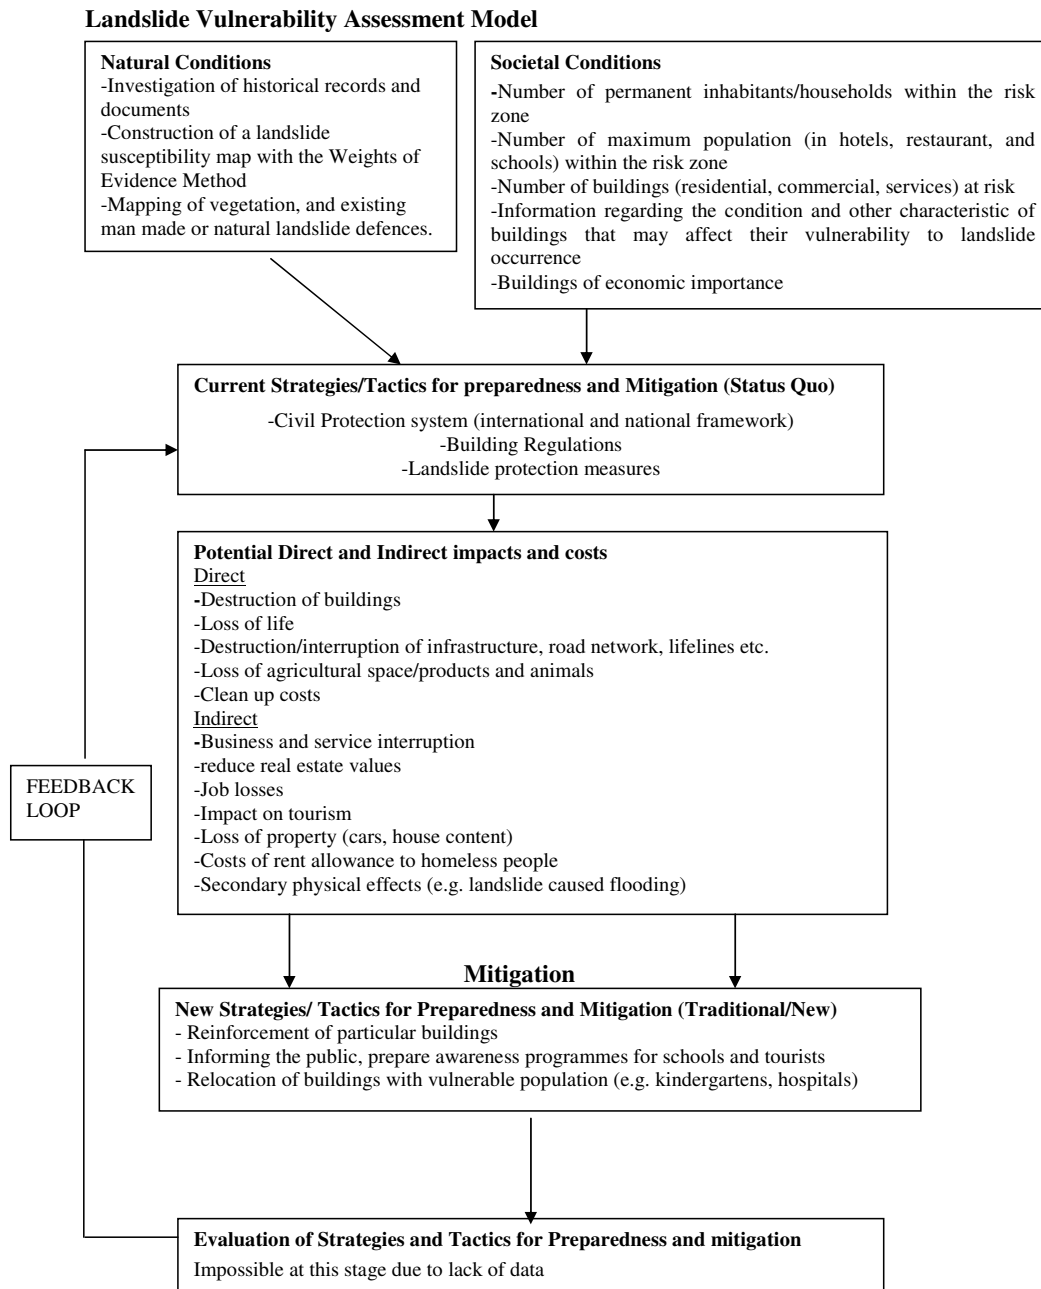 Landslide Vulnerability Assessment Model
Natural Conditions
-Investigation of historical records and
documents
-Construction of a landslide
susceptibility map with the Weights of
Evidence Method
-Mapping of vegetation, and existing
man made or natural landslide defences.
Societal Conditions
-Number of permanent inhabitants/households within the risk
zone
-Number of maximum population (in hotels, restaurant, and
schools) within the risk zone
-Number of buildings (residential, commercial, services) at risk
-Information regarding the condition and other characteristic of
buildings that may affect their vulnerability to landslide
occurrence
-Buildings of economic importance
Current Strategies/Tactics for preparedness and Mitigation (Status Quo)
-Civil Protection system (international and national framework)
-Building Regulations
-Landslide protection measures
Potential Direct and Indirect impacts and costs
Direct
-Destruction of buildings
-Loss of life
-Destruction/interruption of infrastructure, road network, lifelines etc.
-Loss of agricultural space/products and animals
-Clean up costs
Indirect
-Business and service interruption
-reduce real estate values
-Job losses
-Impact on tourism
-Loss of property (cars, house content)
-Costs of rent allowance to homeless people
-Secondary physical effects (e.g. landslide caused flooding)
FEEDBACK
LOOP
Mitigation
New Strategies/ Tactics for Preparedness and Mitigation (Traditional/New)
- Reinforcement of particular buildings
- Informing the public, prepare awareness programmes for schools and tourists
- Relocation of buildings with vulnerable population (e.g. kindergartens, hospitals)
Evaluation of Strategies and Tactics for Preparedness and mitigation
Impossible at this stage due to lack of data